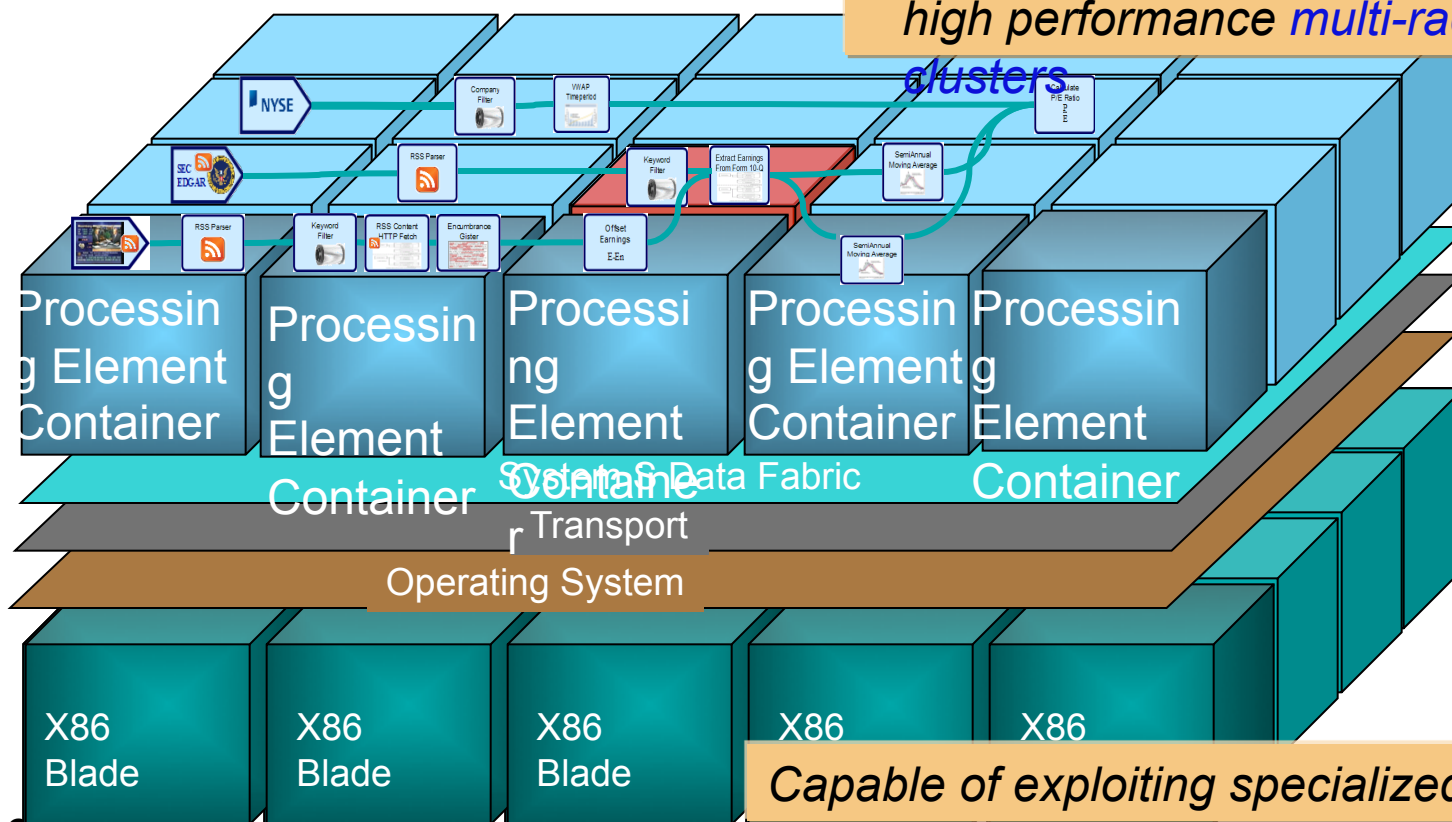 high performance multi-rac
clusters
NYSE
Company
Filter
VWAP
Timeperiod
Calculate
P/E Ratio
P
E
SEC
EDGAR
RSS Parser
Keyword
Filter
Extract Earnings
From Form 10-Q
SemiAnnual
Moving Average
RSS Parser
Keyword
Filter
RSS Content
HTTP Fetch
Encumbrance
Gister
Offset
Earnings
E-En
SemiAnnual
Moving Average
Processin
g Element
Container
Processin
g
Element
Container
Processi
ng
Element
Containe
r
Processin
g Element
Container
Processin
g
Element
Container
System S Data Fabric
Transport
Operating System
X86
Blade
X86
Blade
X86
Blade
X86
X86
Capable of exploiting specialized